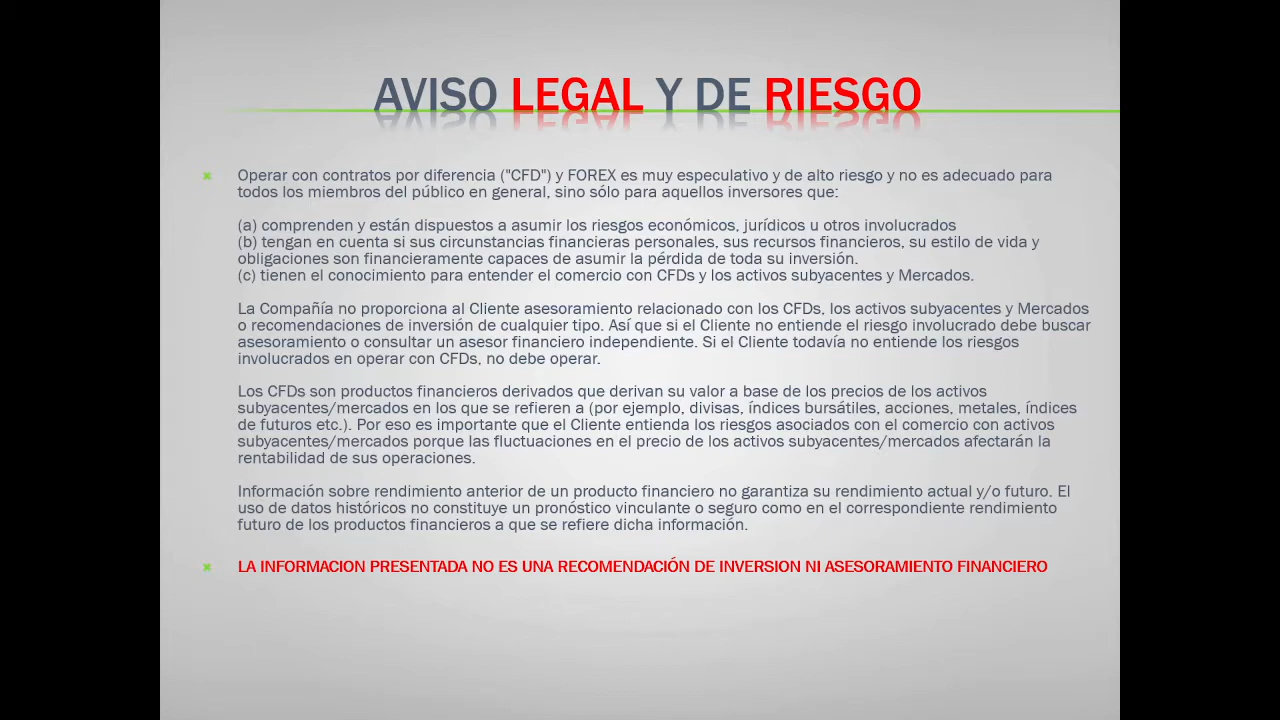 AVISO LEGAL Y DE RIESGO
Operar con contratos por diferencia ("CFD") y FOREX es muy especulativo y de alto riesgo y no es adecuado para
todos los miembros del público en general, sino sólo para aquellos inversores que:
(a) comprenden y están dispuestos a asumir los riesgos económicos, jurídicos u otros involucrados
(b) tengan en cuenta si sus circunstancias financieras personales, sus recursos financieros, su estilo de vida y
obligaciones son financieramente capaces de asumir la pérdida de toda su inversión.
(c) tienen el conocimiento para entender el comercio con CFDs y los activos subyacentes y Mercados.
La Compañía no proporciona al Cliente asesoramiento relacionado con los CFDs, los activos subyacentes y Mercados
o recomendaciones de inversión de cualquier tipo. Así que si el Cliente no entiende el riesgo involucrado debe buscar
asesoramiento o consultar un asesor financiero independiente. Si el Cliente todavía no entiende los riesgos
involucrados en operar con CFDs, no debe operar.
Los CFDs son productos financieros derivados que derivan su valor a base de los precios de los activos
subyacentes/mercados en los que se refieren a (por ejemplo, divisas, índices bursátiles, acciones, metales, índices
de futuros etc.). Por eso es importante que el Cliente entienda los riesgos asociados con el comercio con activos
subyacentes/mercados porque las fluctuaciones en el precio de los activos subyacentes/mercados afectarán la
rentabilidad de sus operaciones.
Información sobre rendimiento anterior de un producto financiero no garantiza su rendimiento actual y/o futuro. El
uso de datos históricos no constituye un pronóstico vinculante o seguro como en el correspondiente rendimiento
futuro de los productos financieros a que se refiere dicha información.
LA INFORMACION PRESENTADA NO ES UNA RECOMENDACIÓN DE INVERSION NI ASESORAMIENTO FINANCIERO